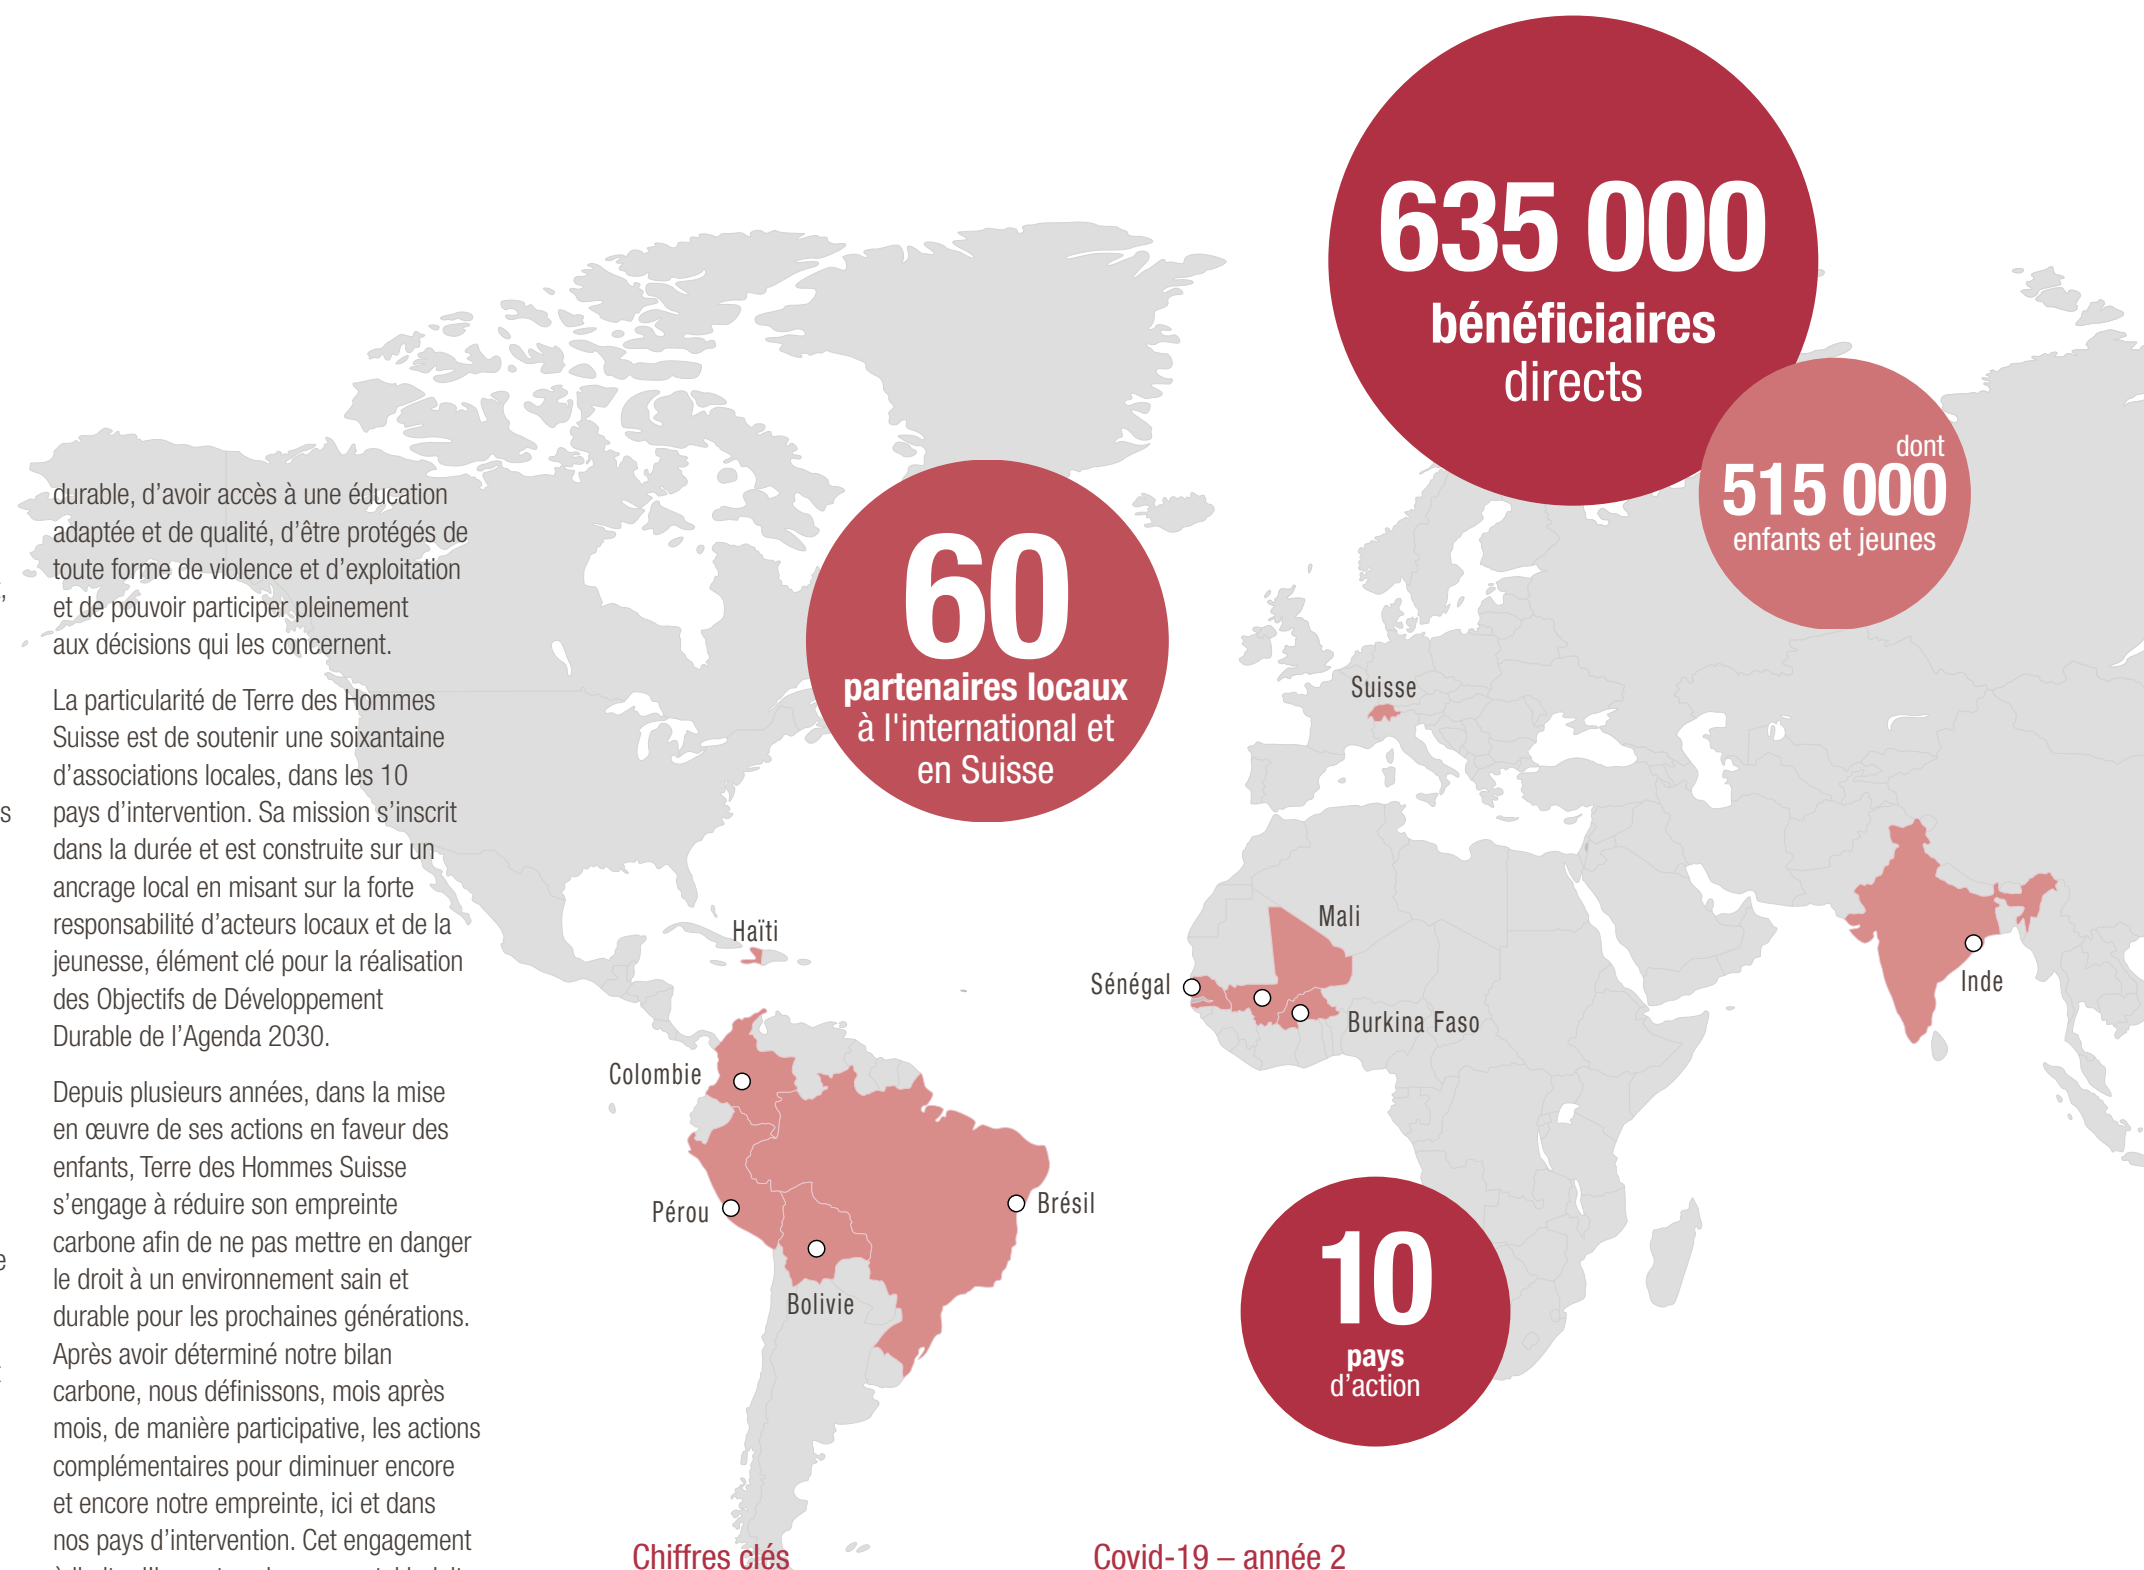 durable, d'avoir accès à une éducation
adaptée et de qualité, d'être protégés de
toute forme de violence et d'exploitation
et de pouvoir participer pleinement
aux décisions qui les concernent.
La particularité de Terre des Hommes
Suisse est de soutenir une soixantaine
d'associations locales, dans les 10
pays d'intervention. Sa mission s'inscrit
dans la durée et est construite sur un
ancrage local en misant sur la forte
responsabilité d'acteurs locaux et de la
jeunesse, élément clé pour la réalisation
des Objectifs de Développement
Durable de l'Agenda 2030.
Depuis plusieurs années, dans la mise
en œuvre de ses actions en faveur des
enfants, Terre des Hommes Suisse
s'engage à réduire son empreinte
carbone afin de ne pas mettre en danger
le droit à un environnement sain et
durable pour les prochaines générations.
Après avoir déterminé notre bilan
carbone, nous définissons, mois après
mois, de manière participative, les actions
complémentaires pour diminuer encore
et encore notre empreinte, ici et dans
nos pays d'intervention. Cet engagement
635 000
bénéficiaires
directs
dont
515 000
enfants et jeunes
60
partenaires locaux
à l'international et
en Suisse
Suisse
Haïti
Mali
Sénégal
Burkina Faso
Inde
Colombie
Pérou
Brésil
Bolivie
10
pays
d'action
Chiffres clés
Covid-19 – année 2